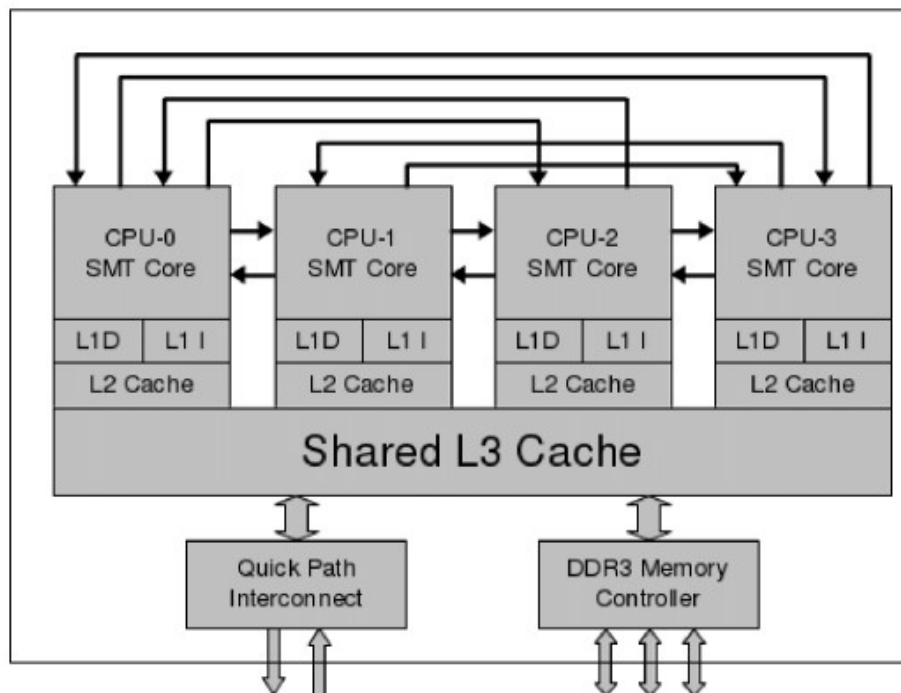 CPU-0
SMT Core
CPU-1
SMT Core
CPU-2
SMT Core
CPU-3
SMT Core
L1D
L1 I
L1D
L1 I
L1D
L1 I
L1D
L1 I
L2 Cache
L2 Cache
L2 Cache
L2 Cache
Shared L3 Cache
Quick Path
Interconnect
DDR3 Memory
Controller